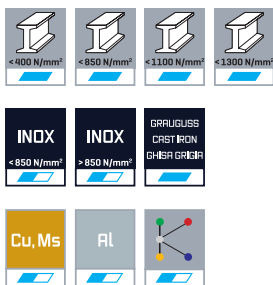 <400 N/mm² <850 N/mm² <1100 N/mm² <1300 N/mm²
INOX
<850 N/mm²
INOX
>850 N/mm²
GRAUGUSS
CAST IRON
GHISA GRIGIA
Cu, Ms
Al